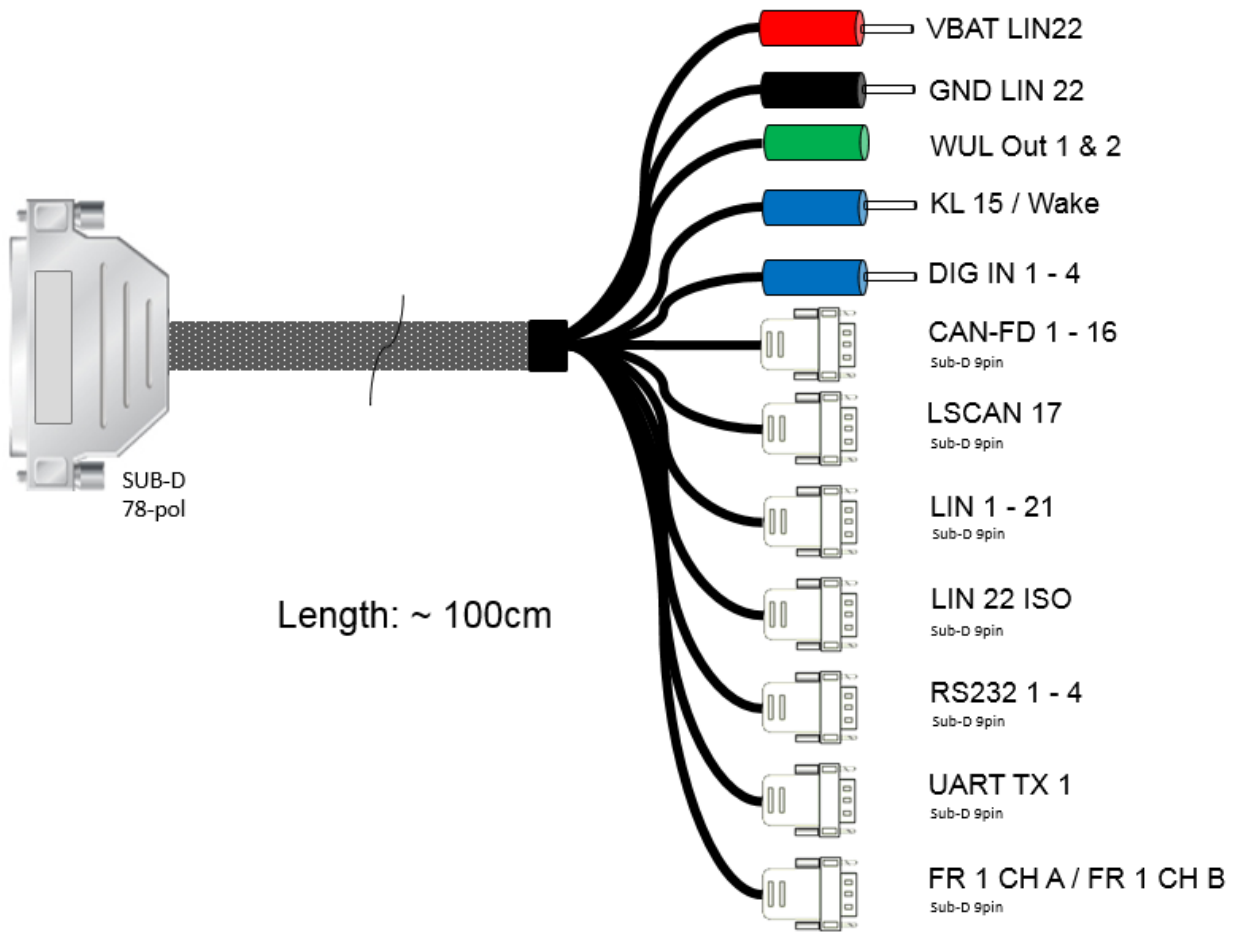 VBAT LIN22
GND LIN 22
WUL Out 1 & 2
KL 15 / Wake
DIG IN 1 - 4
CAN-FD 1 - 16
Sub-D 9pin
LSCAN 17
Sub-D 9pin
SUB-D
78-pol
LIN 1 - 21
Sub-D 9pin
Length: ~ 100cm
LIN 22 ISO
Sub-D 9pin
RS232 1 - 4
Sub-D 9pin
UART TX 1
Sub-D 9pin
FR 1 CH A / FR 1 CH B
Sub-D 9pin